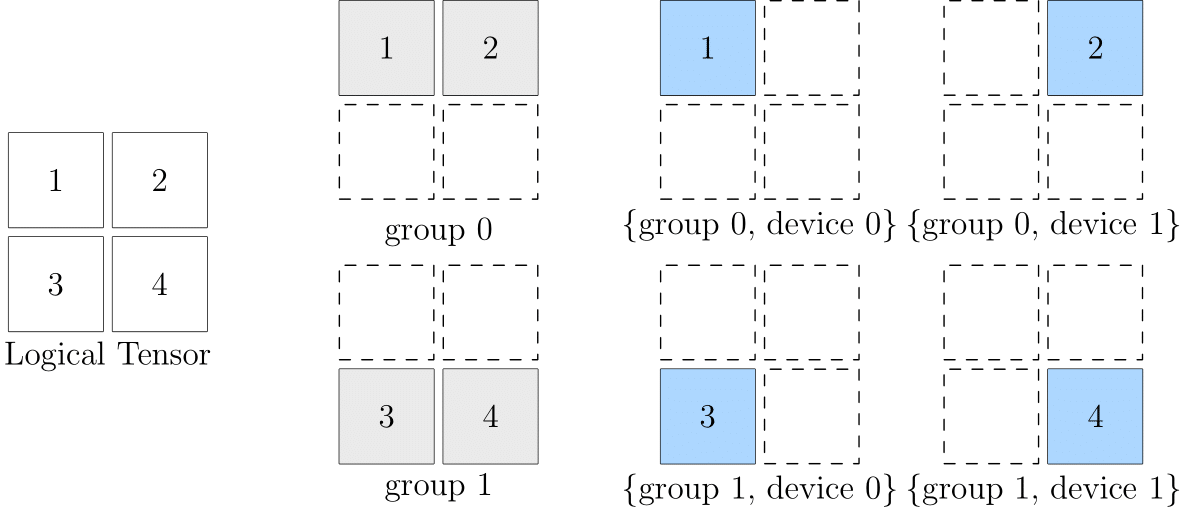 1 2
3 4
Logical Tensor
1 2
group 0
3 4
group 1
1
{group 0, device 0}
2
{group 0, device 1}
3
{group 1, device 0}
4
{group 1, device 1}